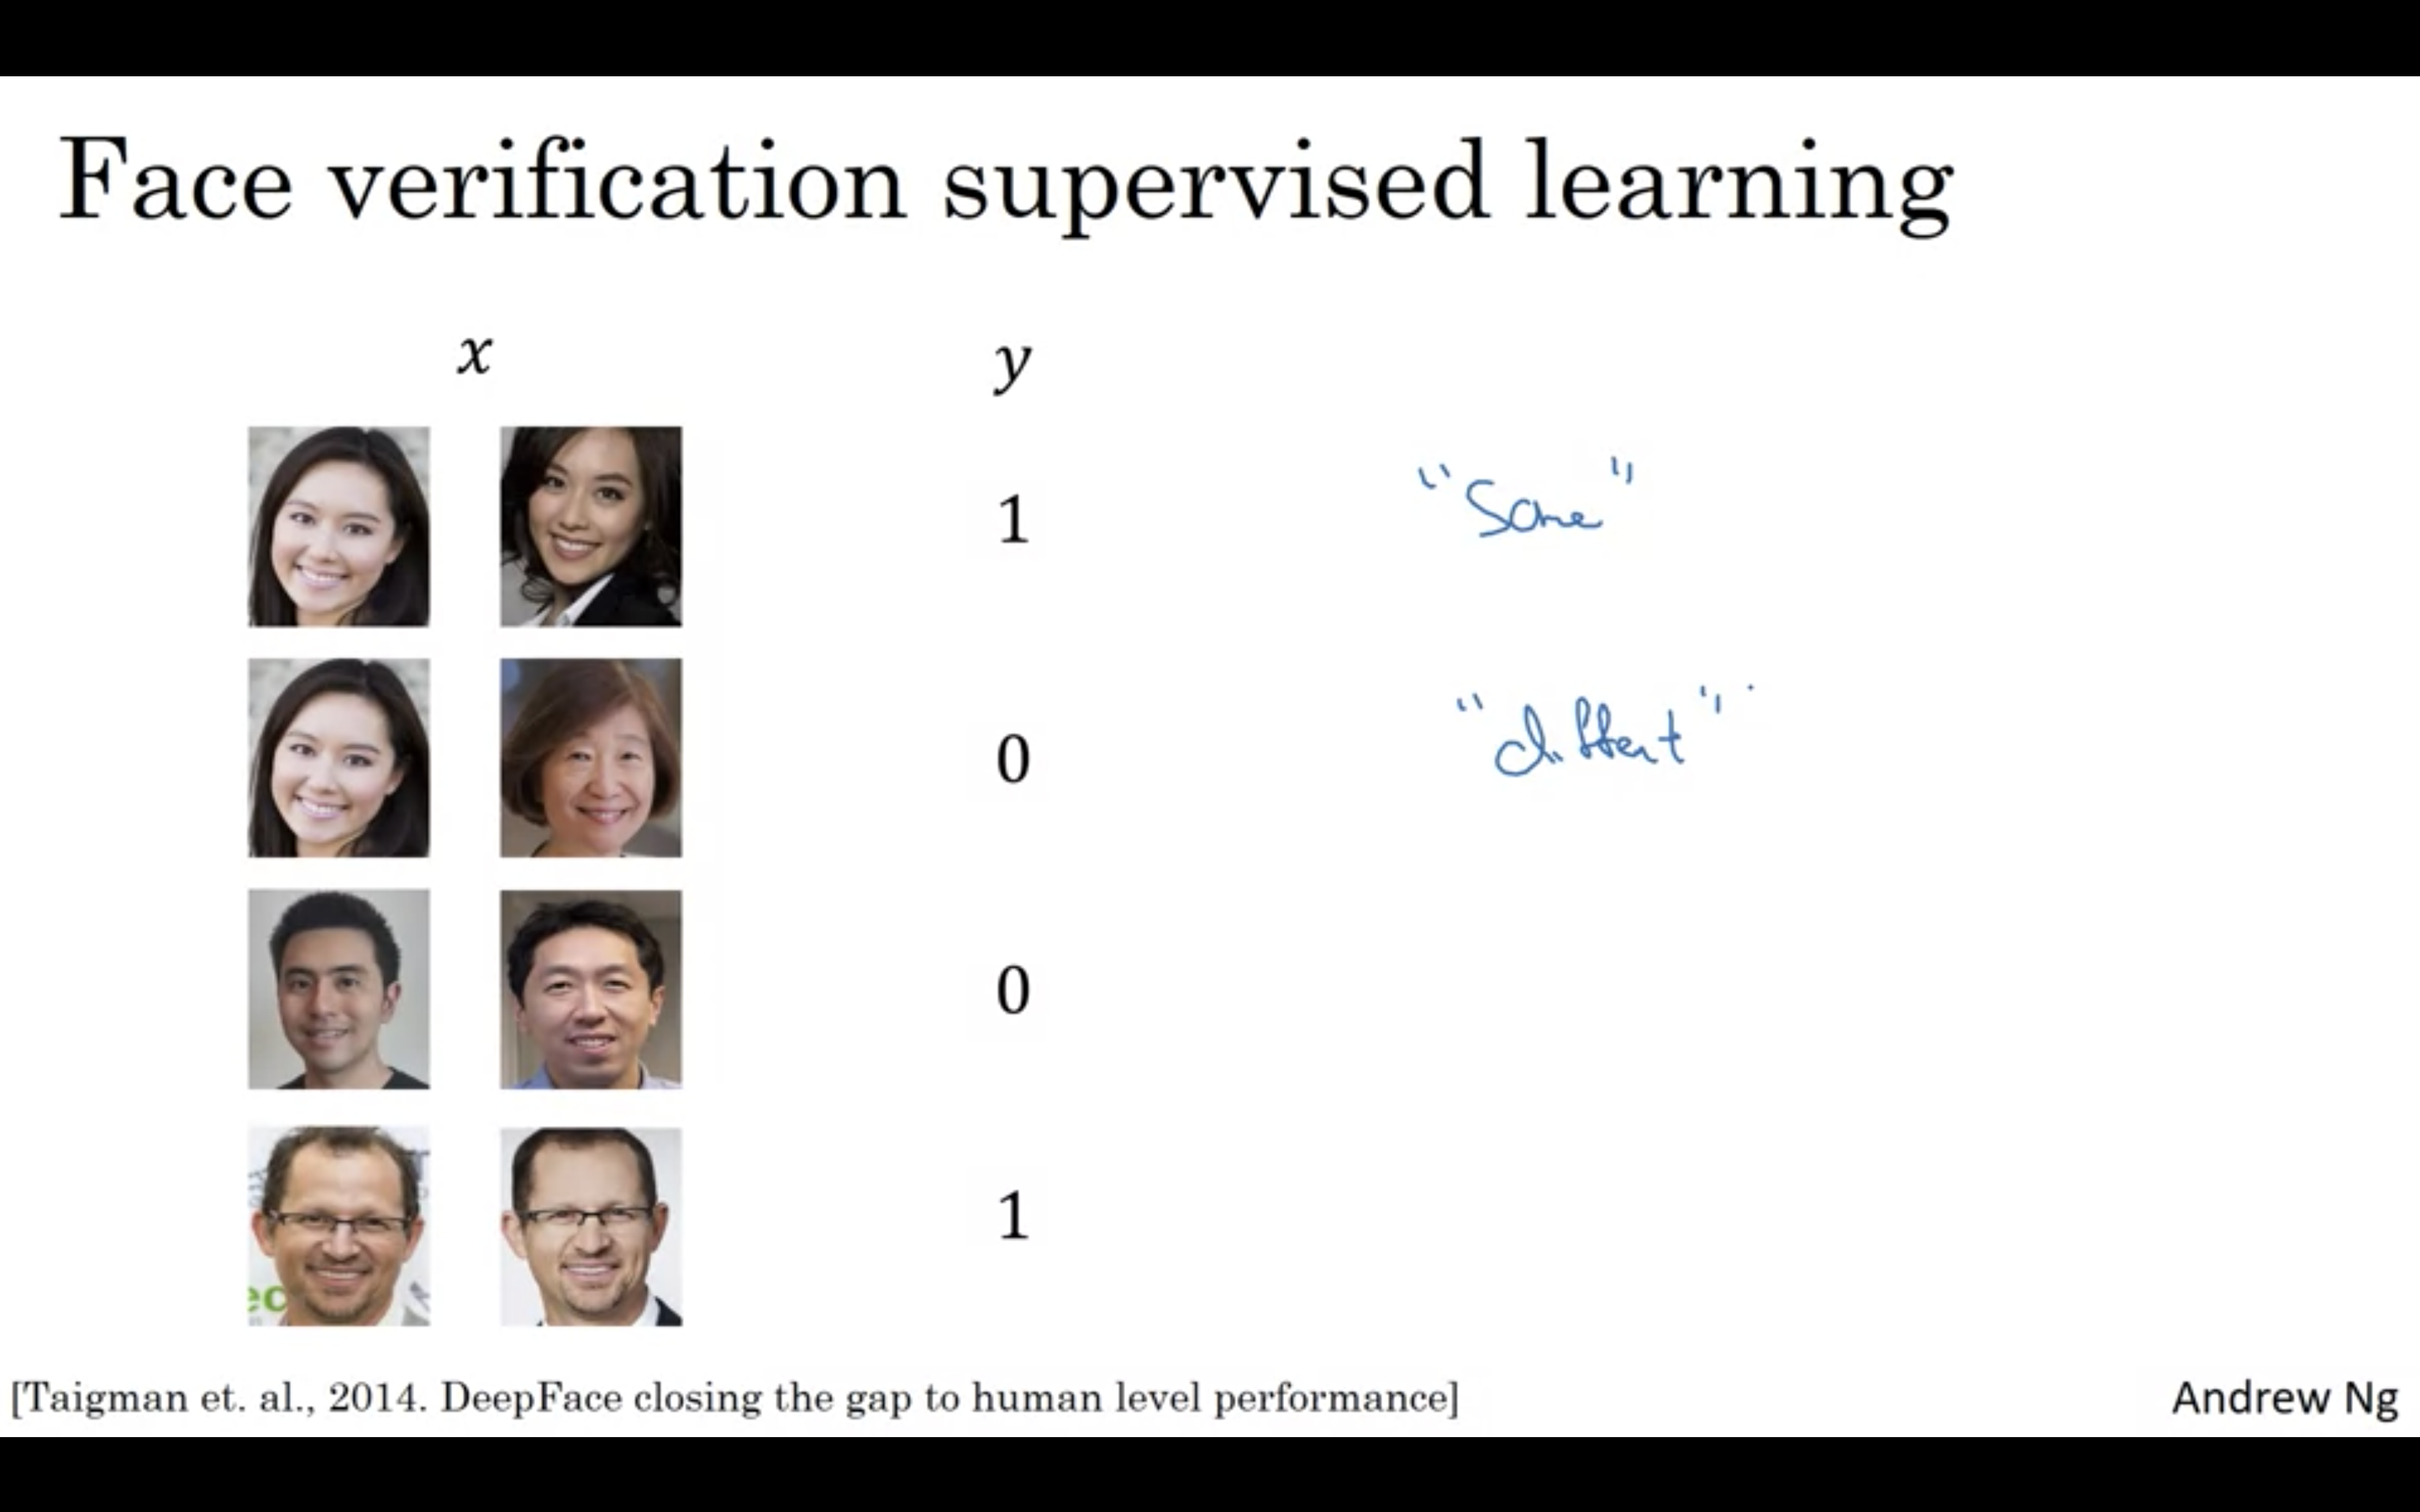 Face verification supervised learning
x y
1 "Same"
0 "different"
0
ec
1
[Taigman et. al., 2014. DeepFace closing the gap to human level performance] Andrew Ng